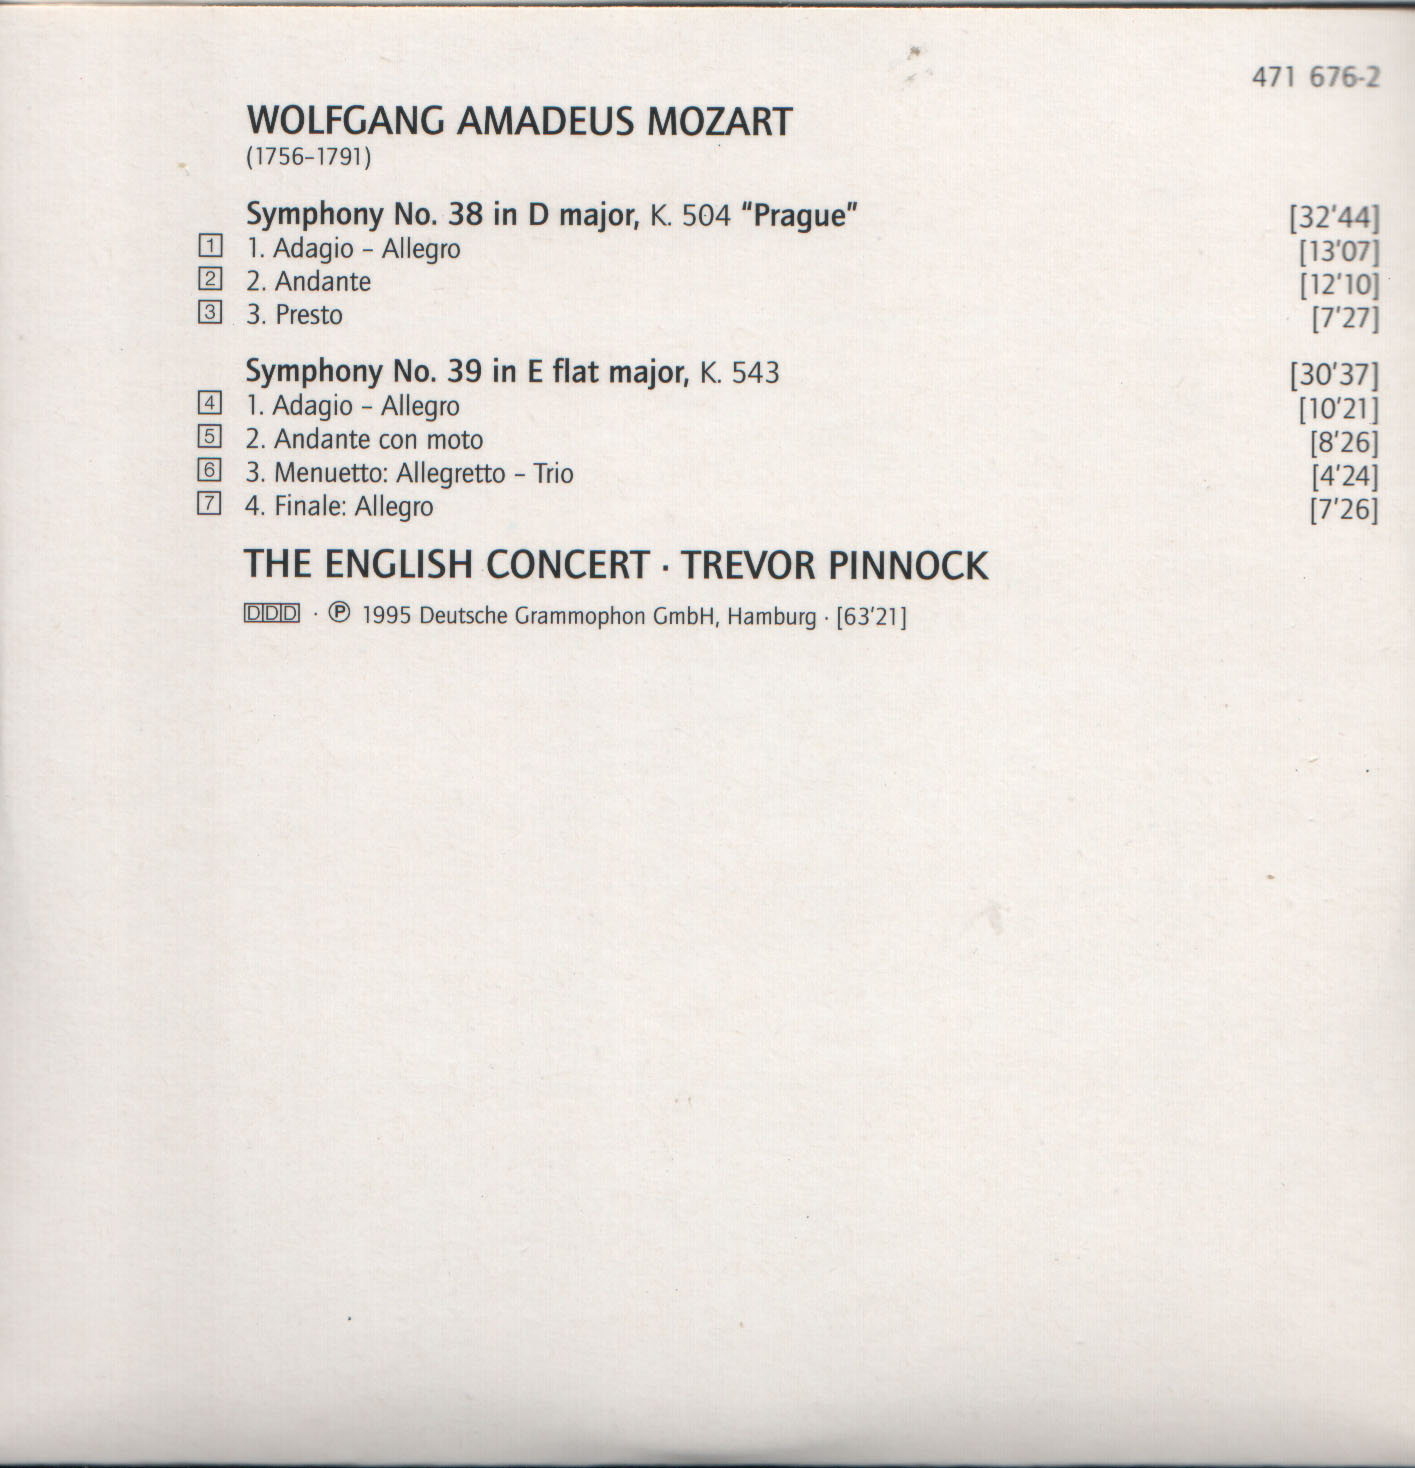 471 676-2
WOLFGANG AMADEUS MOZART
(1756–1791)
Symphony No. 38 in D major, K. 504 “Prague” [32'44]
1 1. Adagio – Allegro [13'07]
2 2. Andante [12'10]
3 3. Presto [7'27]
Symphony No. 39 in E flat major, K. 543 [30'37]
4 1. Adagio – Allegro [10'21]
5 2. Andante con moto [8'26]
6 3. Menuetto: Allegretto – Trio [4'24]
7 4. Finale: Allegro [7'26]
THE ENGLISH CONCERT · TREVOR PINNOCK
DDD · ℗ 1995 Deutsche Grammophon GmbH, Hamburg · [63'21]